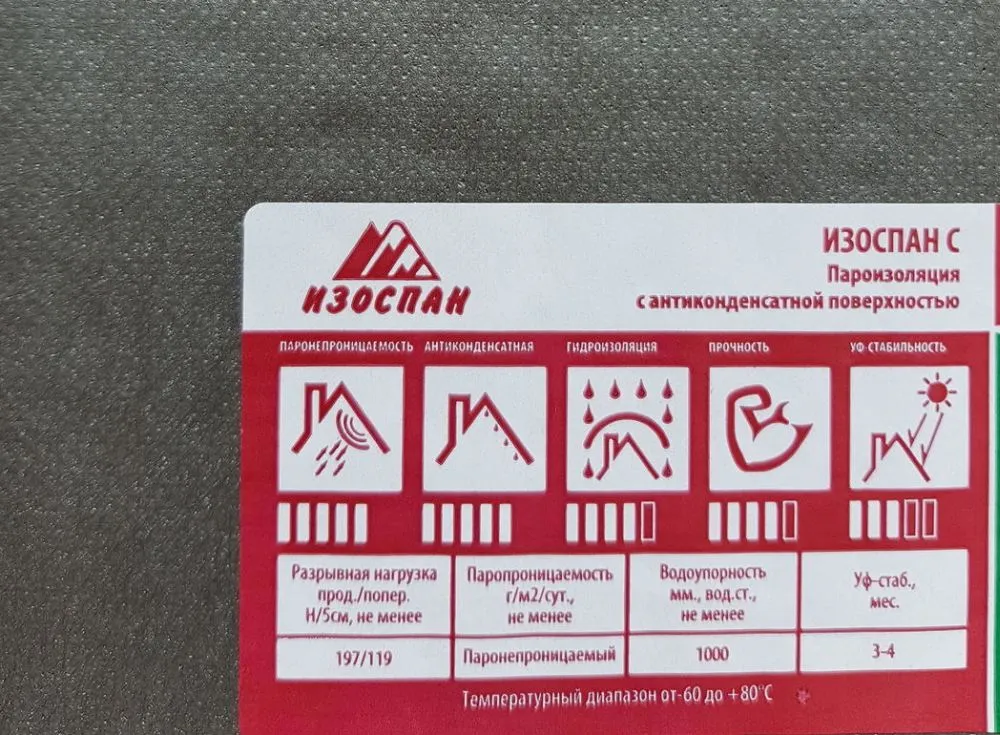 ИЗОСПАН
ИЗОСПАН С
Пароизоляция
с антиконденсатной поверхностью
ПАРОНЕПРОНИЦАЕМОСТЬ
АНТИКОНДЕНСАТНАЯ
ГИДРОИЗОЛЯЦИЯ
ПРОЧНОСТЬ
УФ-СТАБИЛЬНОСТЬ
Разрывная нагрузка
прод./попер.
Н/5см, не менее
Паропроницаемость
г/м2/сут.,
не менее
Водоупорность
мм., вод.ст.,
не менее
Уф-стаб.,
мес.
197/119
Паронепроницаемый
1000
3-4
Температурный диапазон от-60 до +80°С